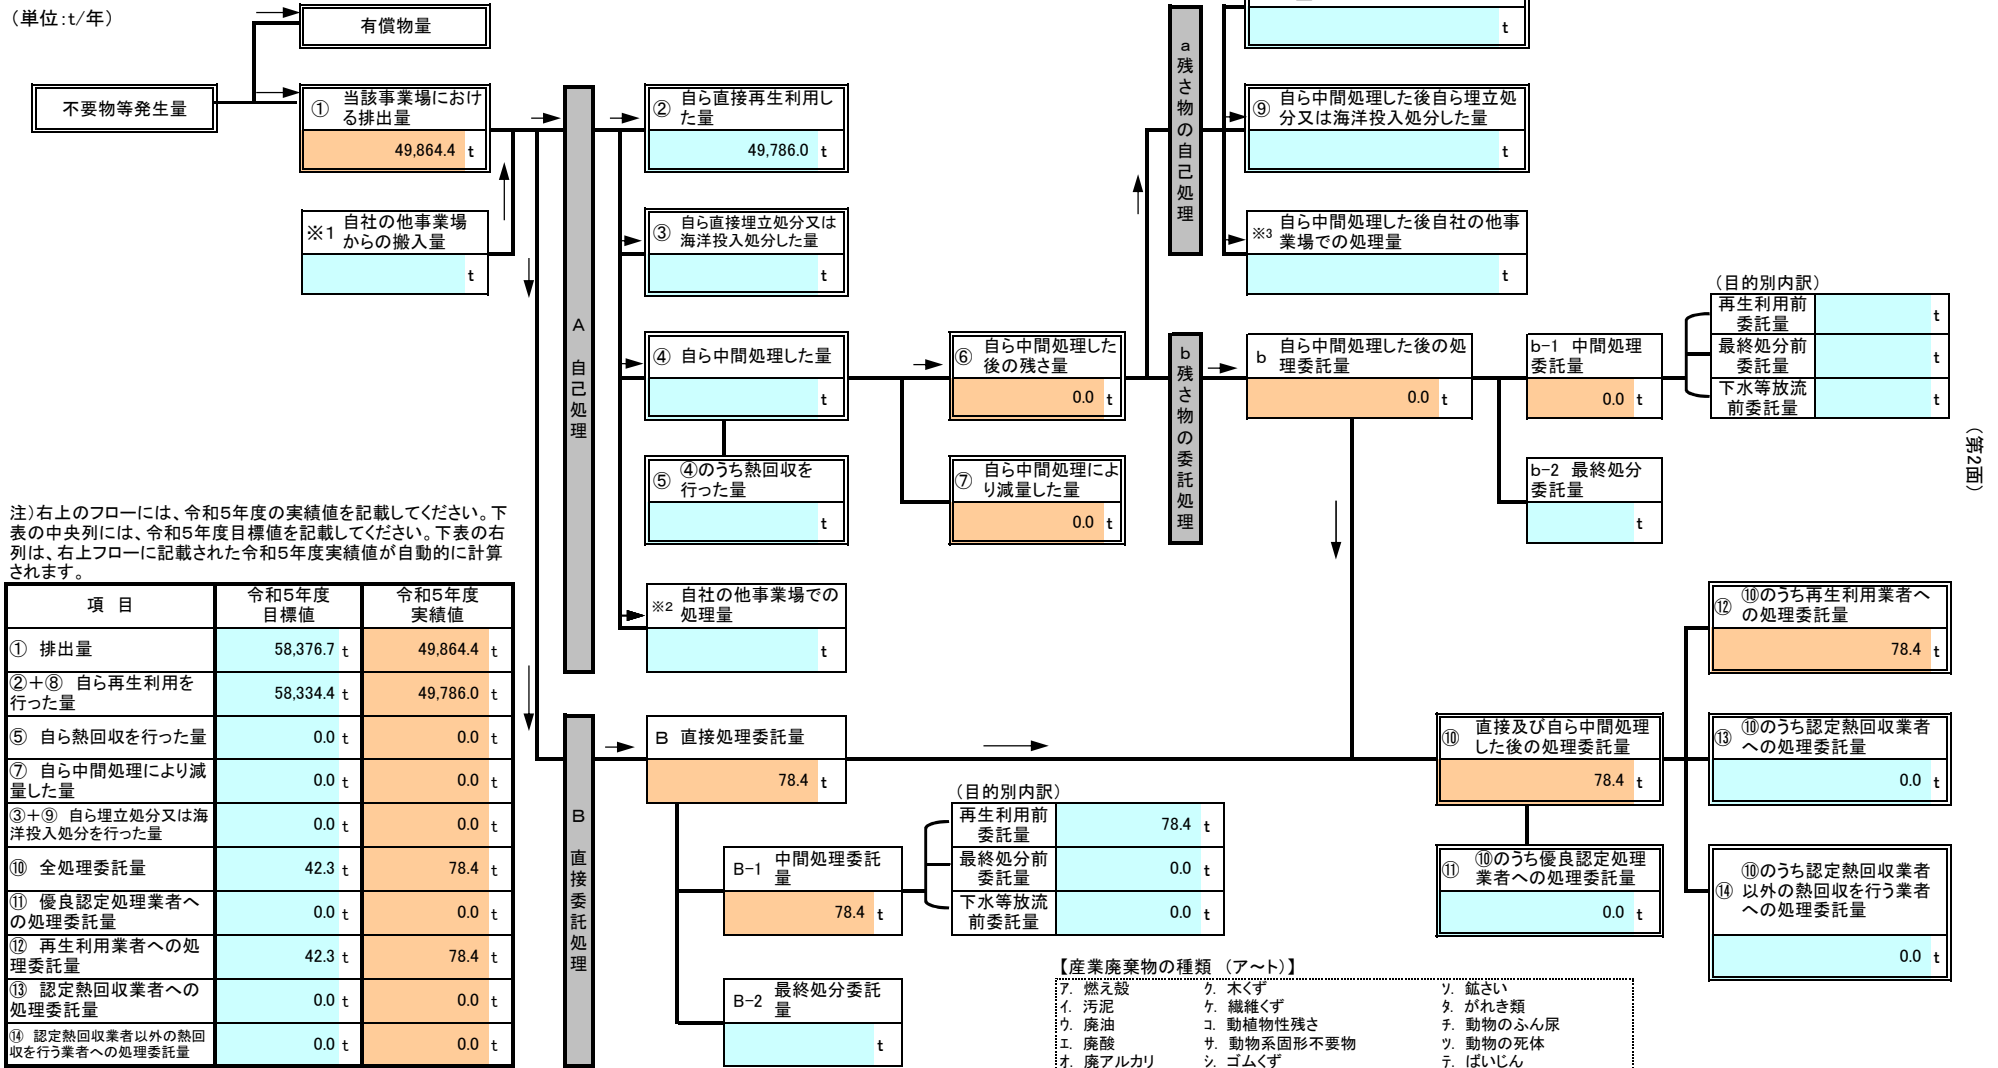 (単位:t/年)
有償物量
不要物等発生量
① 当該事業場におけ
る排出量
49,864.4 t
※1 自社の他事業場
からの搬入量
t
A 自己処理
② 自ら直接再生利用し
た量
49,786.0 t
③ 自ら直接埋立処分又は
海洋投入処分した量
t
④ 自ら中間処理した量
t
⑤ ④のうち熱回収を
行った量
t
※2 自社の他事業場での
処理量
t
⑥ 自ら中間処理した
後の残さ量
0.0 t
⑦ 自ら中間処理によ
り減量した量
0.0 t
a残さ物の自己処理
t
⑨ 自ら中間処理した後自ら埋立処
分又は海洋投入処分した量
t
※3 自ら中間処理した後自社の他事
業場での処理量
t
b残さ物の委託処理
b 自ら中間処理した後の処
理委託量
0.0 t
b-1 中間処理
委託量
0.0 t
b-2 最終処分
委託量
t
(目的別内訳)
再生利用前
委託量
t
最終処分前
委託量
t
下水等放流
前委託量
t
(第2面)
注)右上のフローには、令和5年度の実績値を記載してください。下
表の中央列には、令和5年度目標値を記載してください。下表の右
列は、右上フローに記載された令和5年度実績値が自動的に計算
されます。
項 目
令和5年度
目標値
令和5年度
実績値
① 排出量 58,376.7 t 49,864.4 t
②+⑧ 自ら再生利用を
行った量 58,334.4 t 49,786.0 t
⑤ 自ら熱回収を行った量 0.0 t 0.0 t
⑦ 自ら中間処理により減
量した量 0.0 t 0.0 t
③+⑨ 自ら埋立処分又は海
洋投入処分を行った量 0.0 t 0.0 t
⑩ 全処理委託量 42.3 t 78.4 t
⑪ 優良認定処理業者へ
の処理委託量 0.0 t 0.0 t
⑫ 再生利用業者への処
理委託量 42.3 t 78.4 t
⑬ 認定熱回収業者への
処理委託量 0.0 t 0.0 t
⑭ 認定熱回収業者以外の熱回
収を行う業者への処理委託量 0.0 t 0.0 t
B 直接委託処理
B 直接処理委託量
78.4 t
B-1 中間処理委託
量
78.4 t
B-2 最終処分委託
量
t
(目的別内訳)
再生利用前
委託量
78.4 t
最終処分前
委託量
0.0 t
下水等放流
前委託量
0.0 t
⑩ 直接及び自ら中間処理
した後の処理委託量
78.4 t
⑪ ⑩のうち優良認定処理
業者への処理委託量
0.0 t
⑫ ⑩のうち再生利用業者へ
の処理委託量
78.4 t
⑬ ⑩のうち認定熱回収業者
への処理委託量
0.0 t
⑭ ⑩のうち認定熱回収業者
以外の熱回収を行う業者
への処理委託量
0.0 t
【産業廃棄物の種類 (ア~ト)】
ア. 燃え殻 ク. 木くず ソ. 鉱さい
イ. 汚泥 ケ. 繊維くず タ. がれき類
ウ. 廃油 コ. 動植物性残さ チ. 動物のふん尿
エ. 廃酸 サ. 動物系固形不要物 ツ. 動物の死体
オ. 廃アルカリ シ. ゴムくず テ. ばいじん